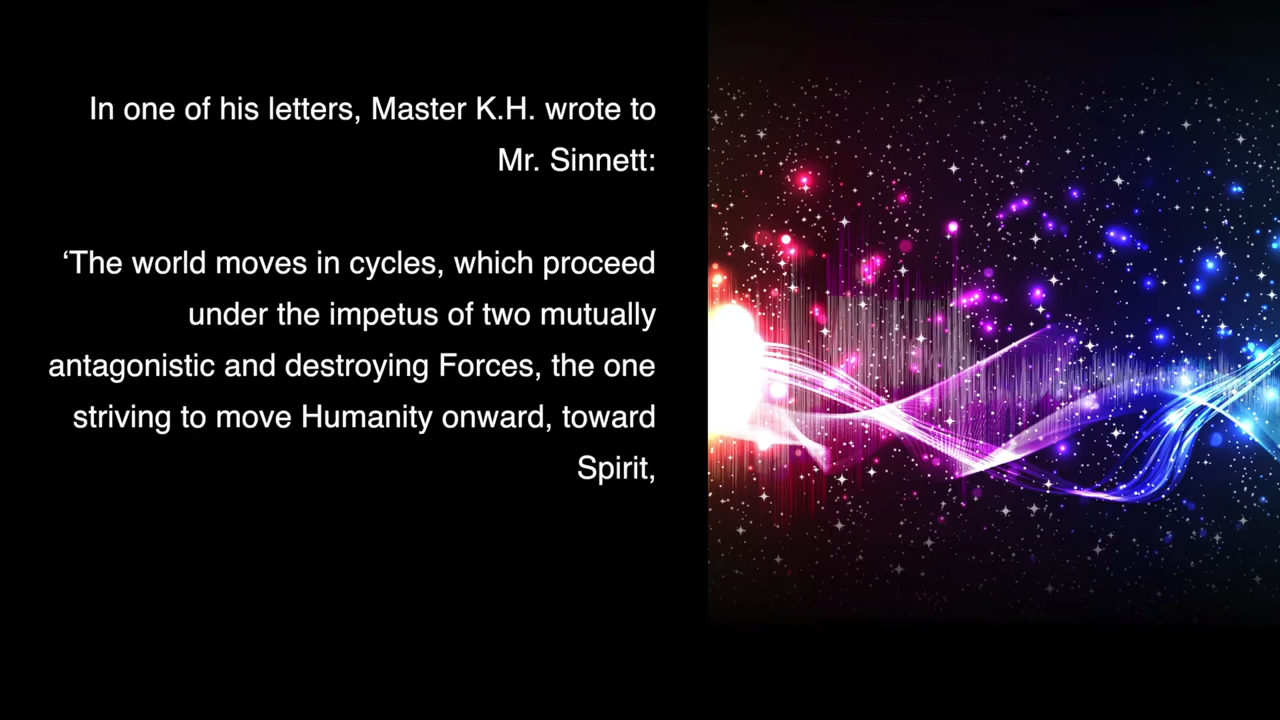 In one of his letters, Master K.H. wrote to
Mr. Sinnett:
‘The world moves in cycles, which proceed
under the impetus of two mutually
antagonistic and destroying Forces, the one
striving to move Humanity onward, toward
Spirit,